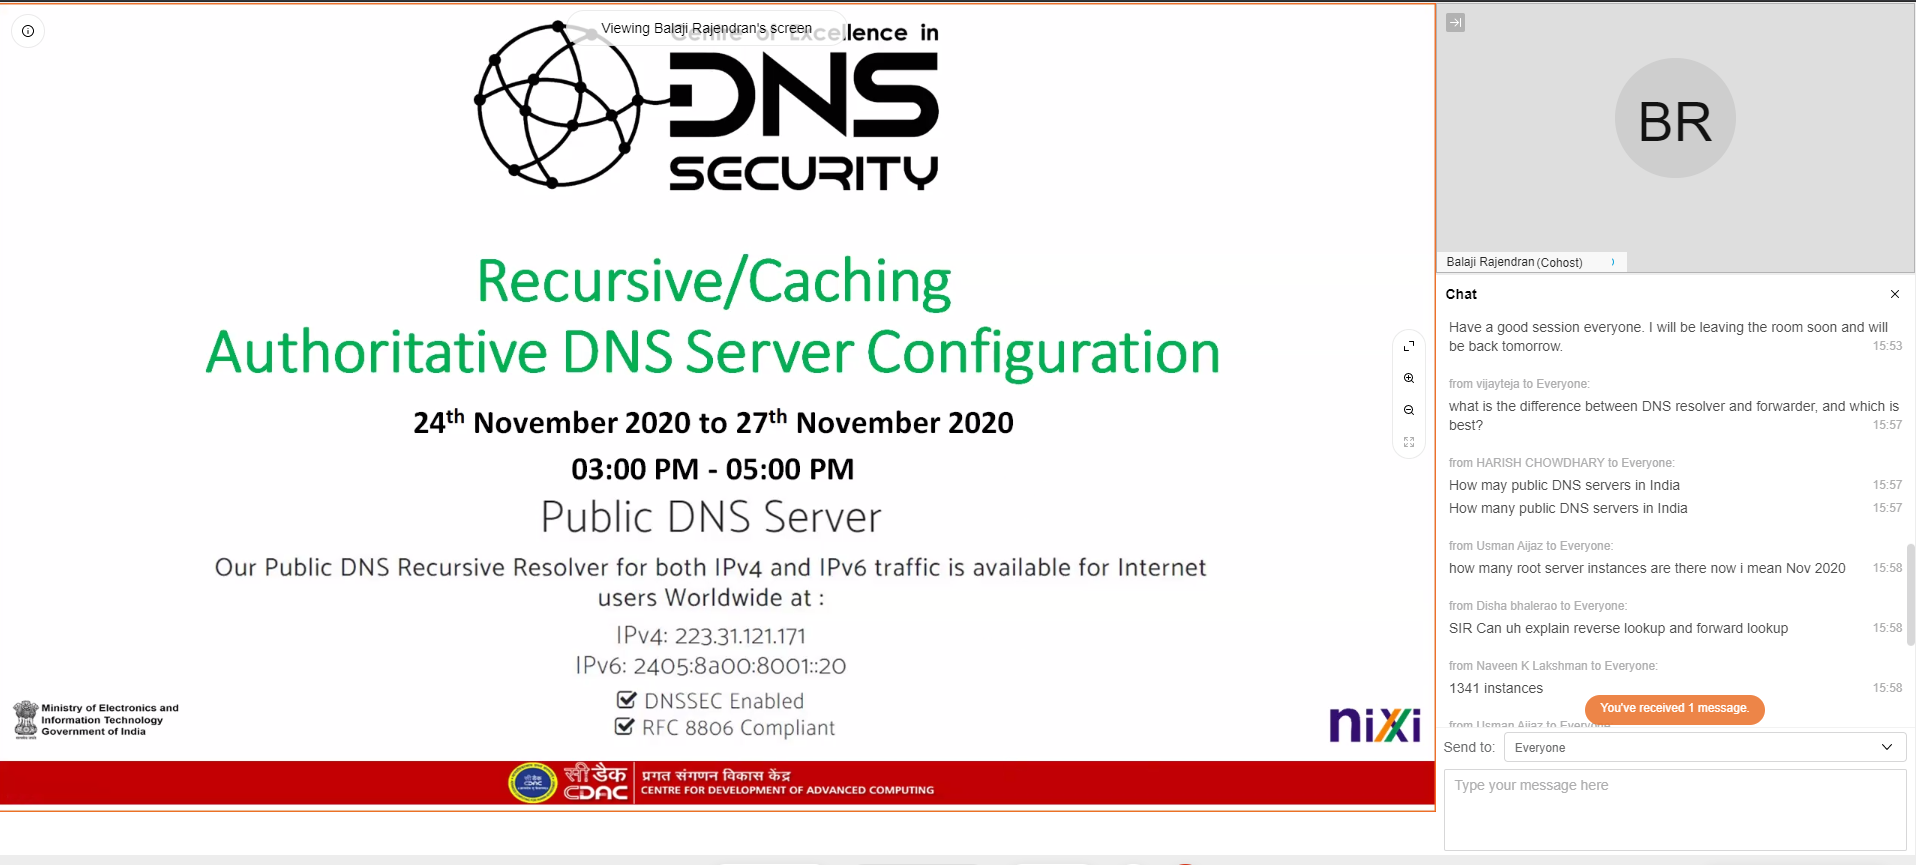 Viewing Balaji Rajendran's screen
Centre of Excellence in
DNS
SECURITY
Recursive/Caching
Authoritative DNS Server Configuration
24th November 2020 to 27th November 2020
03:00 PM - 05:00 PM
Public DNS Server
Our Public DNS Recursive Resolver for both IPv4 and IPv6 traffic is available for Internet
users Worldwide at :
IPv4: 223.31.121.171
IPv6: 2405:8a00:8001::20
DNSSEC Enabled
RFC 8806 Compliant
Ministry of Electronics and
Information Technology
Government of India
nixi
सी डैक
CDAC
प्रगत संगणन विकास केंद्र
CENTRE FOR DEVELOPMENT OF ADVANCED COMPUTING
BR
Balaji Rajendran (Cohost)
Chat
Have a good session everyone. I will be leaving the room soon and will
be back tomorrow. 15:53
from vijayteja to Everyone:
what is the difference between DNS resolver and forwarder, and which is
best? 15:57
from HARISH CHOWDHARY to Everyone:
How may public DNS servers in India 15:57
How many public DNS servers in India 15:57
from Usman Aijaz to Everyone:
how many root server instances are there now i mean Nov 2020 15:58
from Disha bhalerao to Everyone:
SIR Can uh explain reverse lookup and forward lookup 15:58
from Naveen K Lakshman to Everyone:
1341 instances 15:58
You've received 1 message.
from Usman Aijaz to Everyone
Send to: Everyone
Type your message here